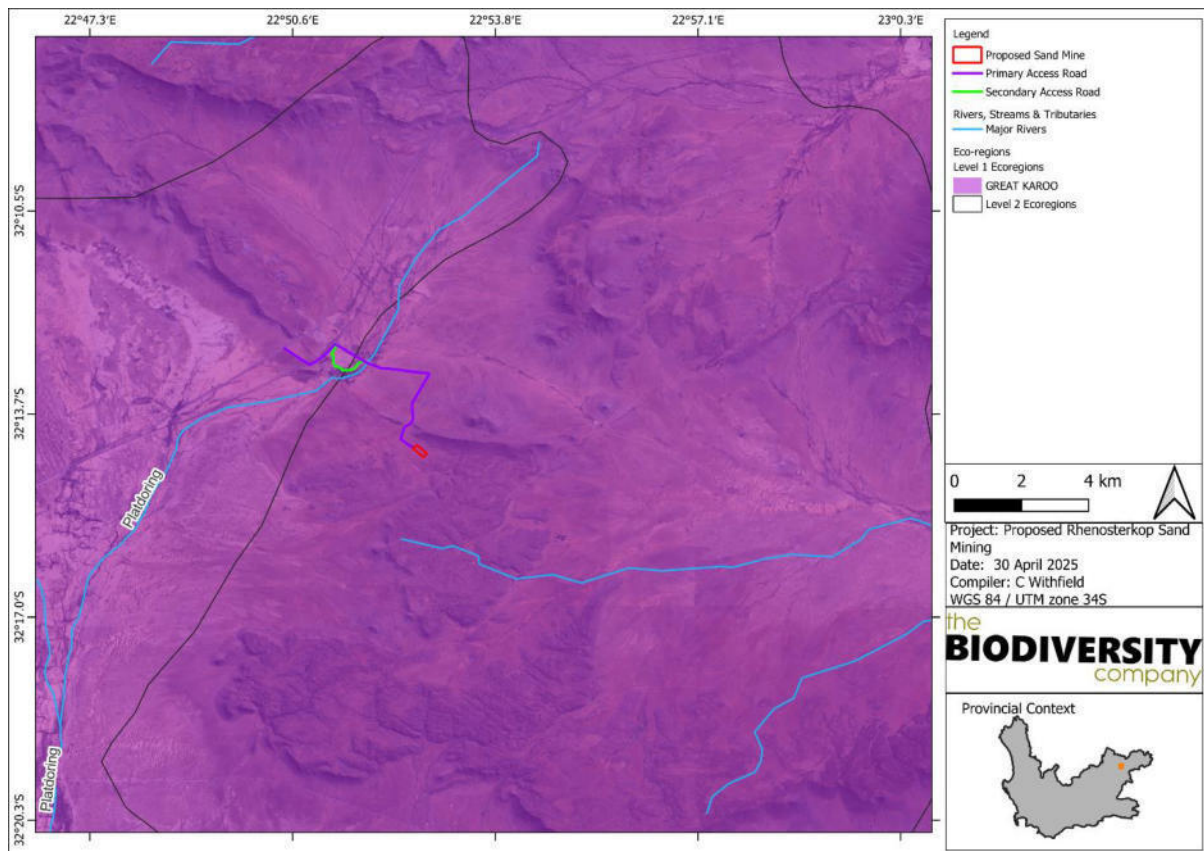 22°47.3'E
22°50.6'E
22°53.8'E
22°57.1'E
23°0.3'E
32°10.5'S
32°13.7'S
32°17.0'S
32°20.3'S
Platdoring
Platdoring
Legend
Proposed Sand Mine
Primary Access Road
Secondary Access Road
Rivers, Streams & Tributaries
Major Rivers
Eco-regions
Level 1 Ecoregions
GREAT KAROO
Level 2 Ecoregions
0 2 4 km
Project: Proposed Rhenosterkop Sand
Mining
Date: 30 April 2025
Compiler: C Withfield
WGS 84 / UTM zone 34S
the
BIODIVERSITY
company
Provincial Context